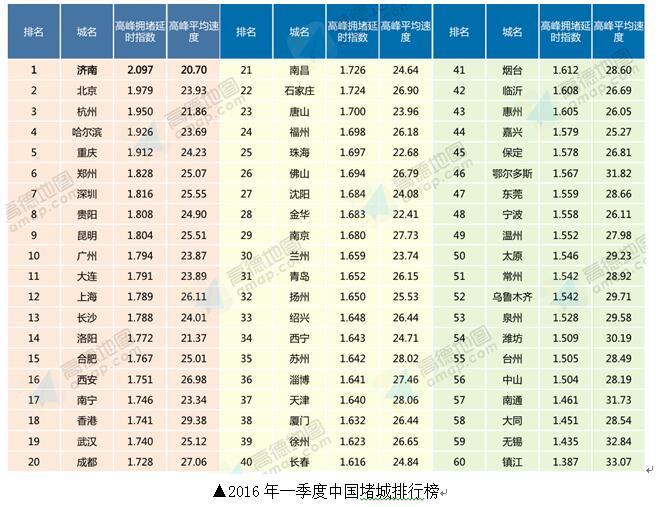 排名 城名 高峰拥堵延时指数 高峰平均速度 排名 城名 高峰拥堵延时指数 高峰平均速度 排名 城名 高峰拥堵延时指数 高峰平均速度
1 济南 2.097 20.70 21 南昌 1.726 24.64 41 烟台 1.612 28.60
2 北京 1.979 23.93 22 石家庄 1.724 26.90 42 临沂 1.608 26.69
3 杭州 1.950 21.86 23 唐山 1.700 23.96 43 惠州 1.605 26.05
4 哈尔滨 1.926 23.69 24 福州 1.698 26.18 44 嘉兴 1.579 25.27
5 重庆 1.912 24.23 25 珠海 1.697 22.68 45 保定 1.578 26.81
6 郑州 1.828 25.07 26 佛山 1.694 26.79 46 鄂尔多斯 1.567 31.82
7 深圳 1.816 25.55 27 沈阳 1.684 24.08 47 东莞 1.559 28.66
8 贵阳 1.808 24.90 28 金华 1.683 22.41 48 宁波 1.558 26.11
9 昆明 1.804 25.51 29 南京 1.680 27.73 49 温州 1.552 27.98
10 广州 1.794 23.87 30 兰州 1.659 23.74 50 太原 1.546 29.23
11 大连 1.791 23.89 31 青岛 1.652 26.15 51 常州 1.542 28.92
12 上海 1.789 26.11 32 扬州 1.650 25.53 52 乌鲁木齐 1.542 29.71
13 长沙 1.788 24.01 33 绍兴 1.648 26.44 53 泉州 1.528 29.58
14 洛阳 1.772 21.37 34 西宁 1.643 24.71 54 潍坊 1.509 30.19
15 合肥 1.767 25.01 35 苏州 1.642 28.02 55 台州 1.505 28.49
16 西安 1.751 26.98 36 淄博 1.641 27.46 56 中山 1.504 28.19
17 南宁 1.746 23.34 37 天津 1.640 28.06 57 南通 1.461 31.73
18 香港 1.741 29.38 38 厦门 1.632 26.44 58 大同 1.451 28.54
19 武汉 1.740 25.12 39 徐州 1.623 26.65 59 无锡 1.435 32.84
20 成都 1.728 27.06 40 长春 1.616 24.84 60 镇江 1.387 33.07
▲2016 年一季度中国堵城排行榜
高德地图
amap.com